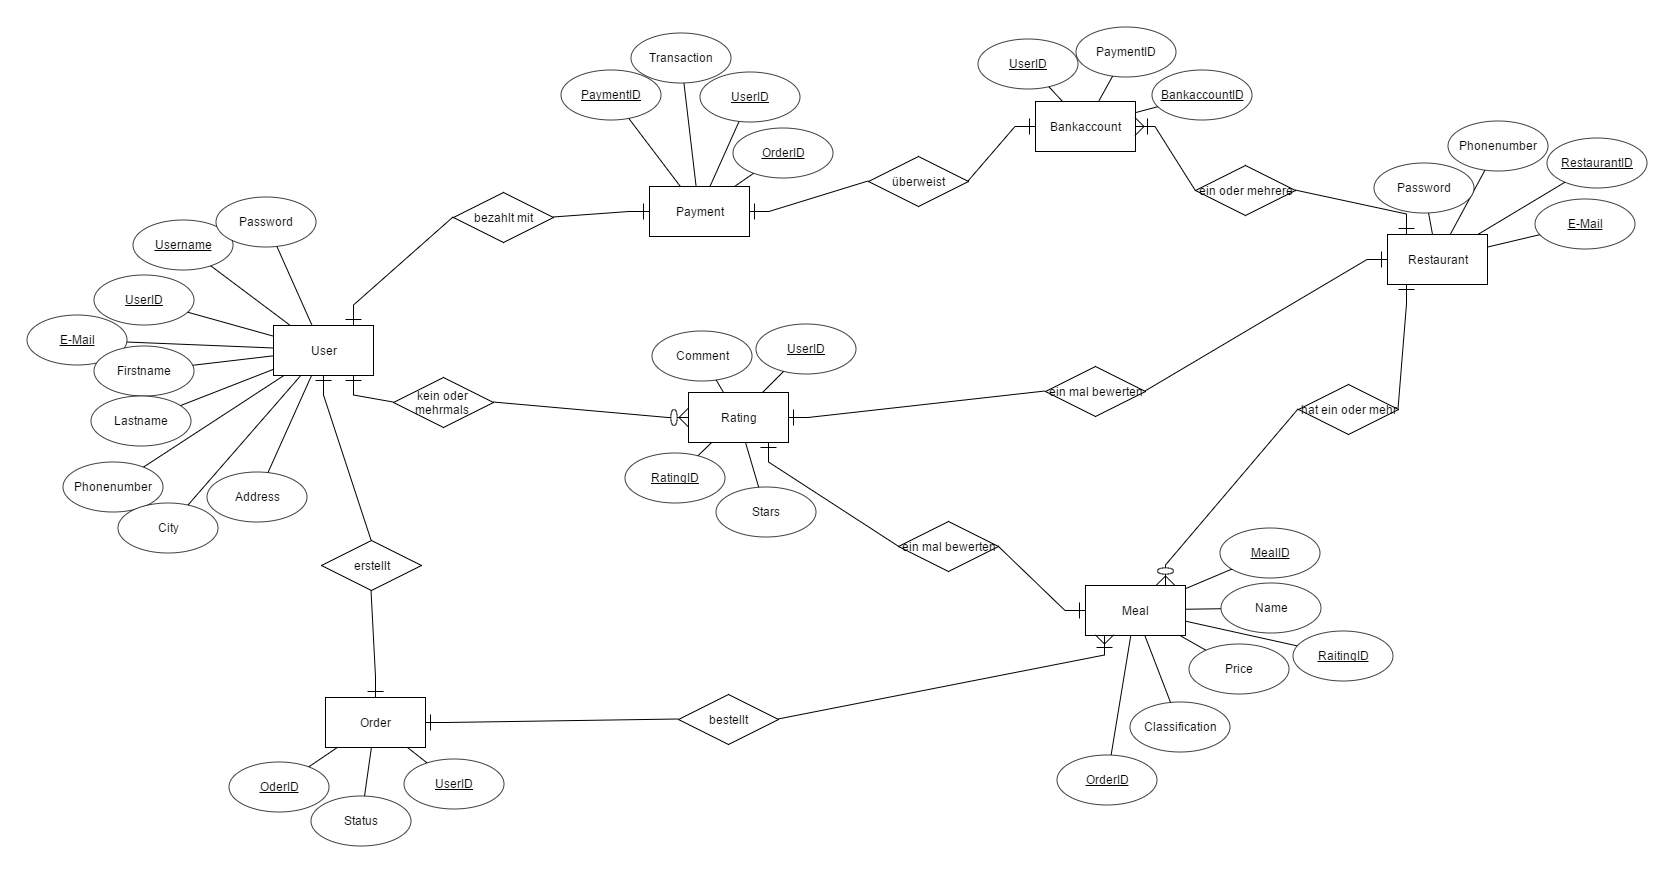 Transaction
PaymentID
UserID
OrderID
Payment
UserID
PaymentID
BankaccountID
Bankaccount
überweist
ein oder mehrere
Phonenumber
RestaurantID
Password
E-Mail
Restaurant
bezahlt mit
Password
Username
UserID
E-Mail
Firstname
Lastname
Phonenumber
City
Address
User
kein oder
mehrmals
Comment
UserID
Rating
RatingID
Stars
ein mal bewerten
hat ein oder mehr
ein mal bewerten
erstellt
MealID
Name
RaitingID
Price
Classification
OrderID
Meal
bestellt
Order
OderID
Status
UserID